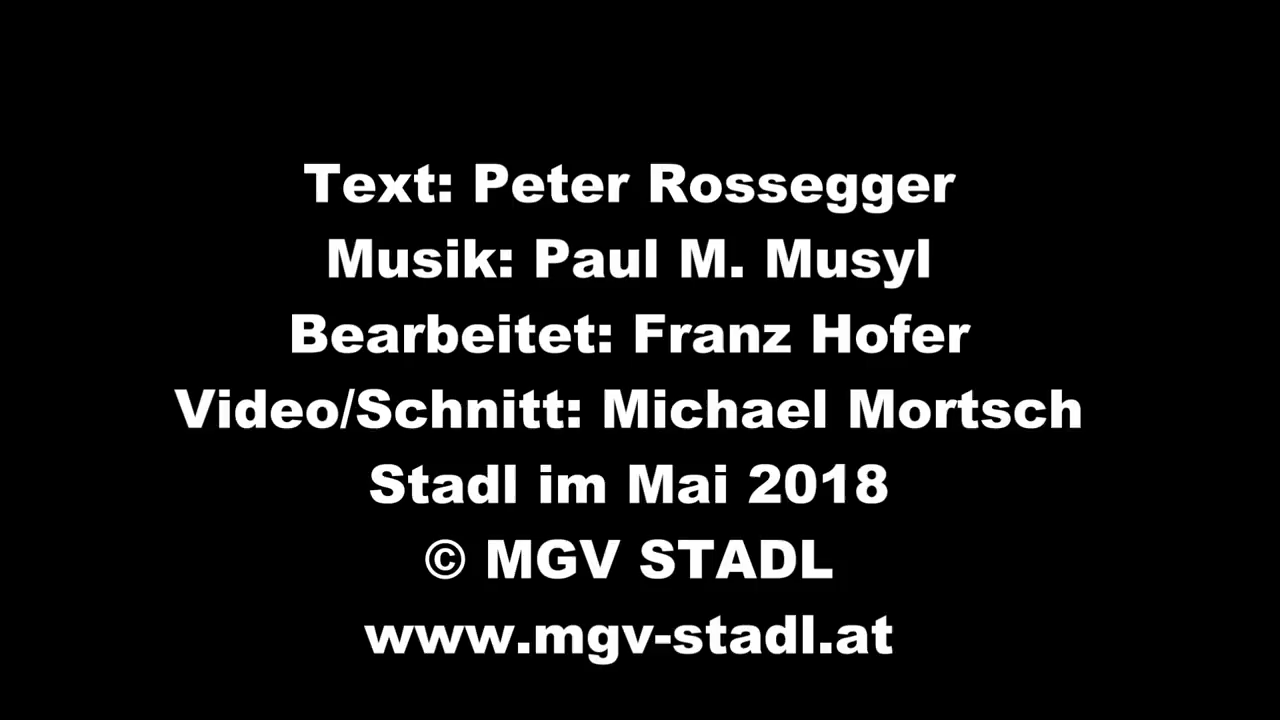 Text: Peter Rossegger
Musik: Paul M. Musyl
Bearbeitet: Franz Hofer
Video/Schnitt: Michael Mortsch
Stadl im Mai 2018
© MGV STADL
www.mgv-stadl.at